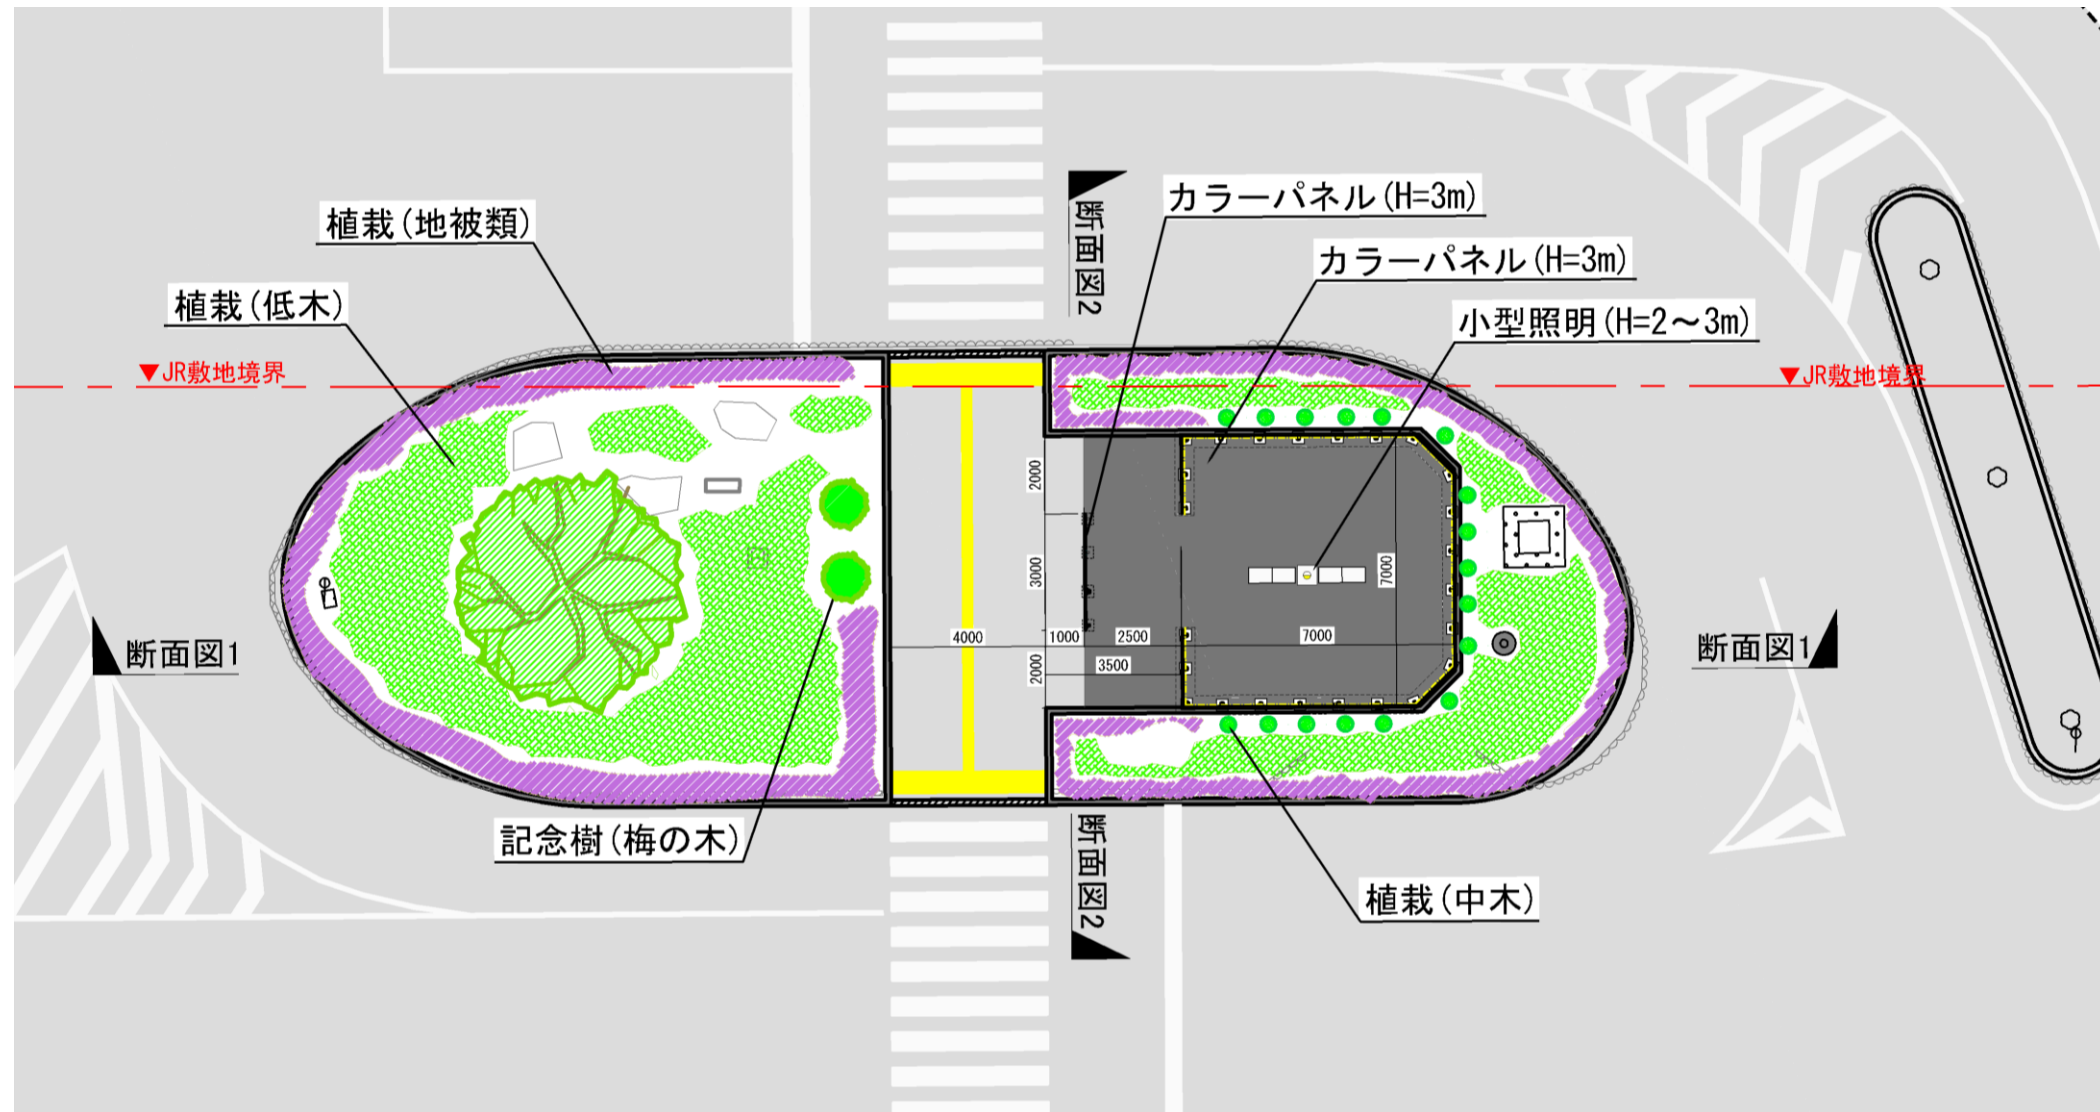 カラーパネル(H=3m)
断面図2
植栽(地被類)
カラーパネル(H=3m)
植栽(低木)
小型照明(H=2～3m)
▼JR敷地境界
▼JR敷地境界
2000
3000
7000
4000
1000
2500
7000
3500
2000
断面図1
断面図1
記念樹(梅の木)
断面図2
植栽(中木)